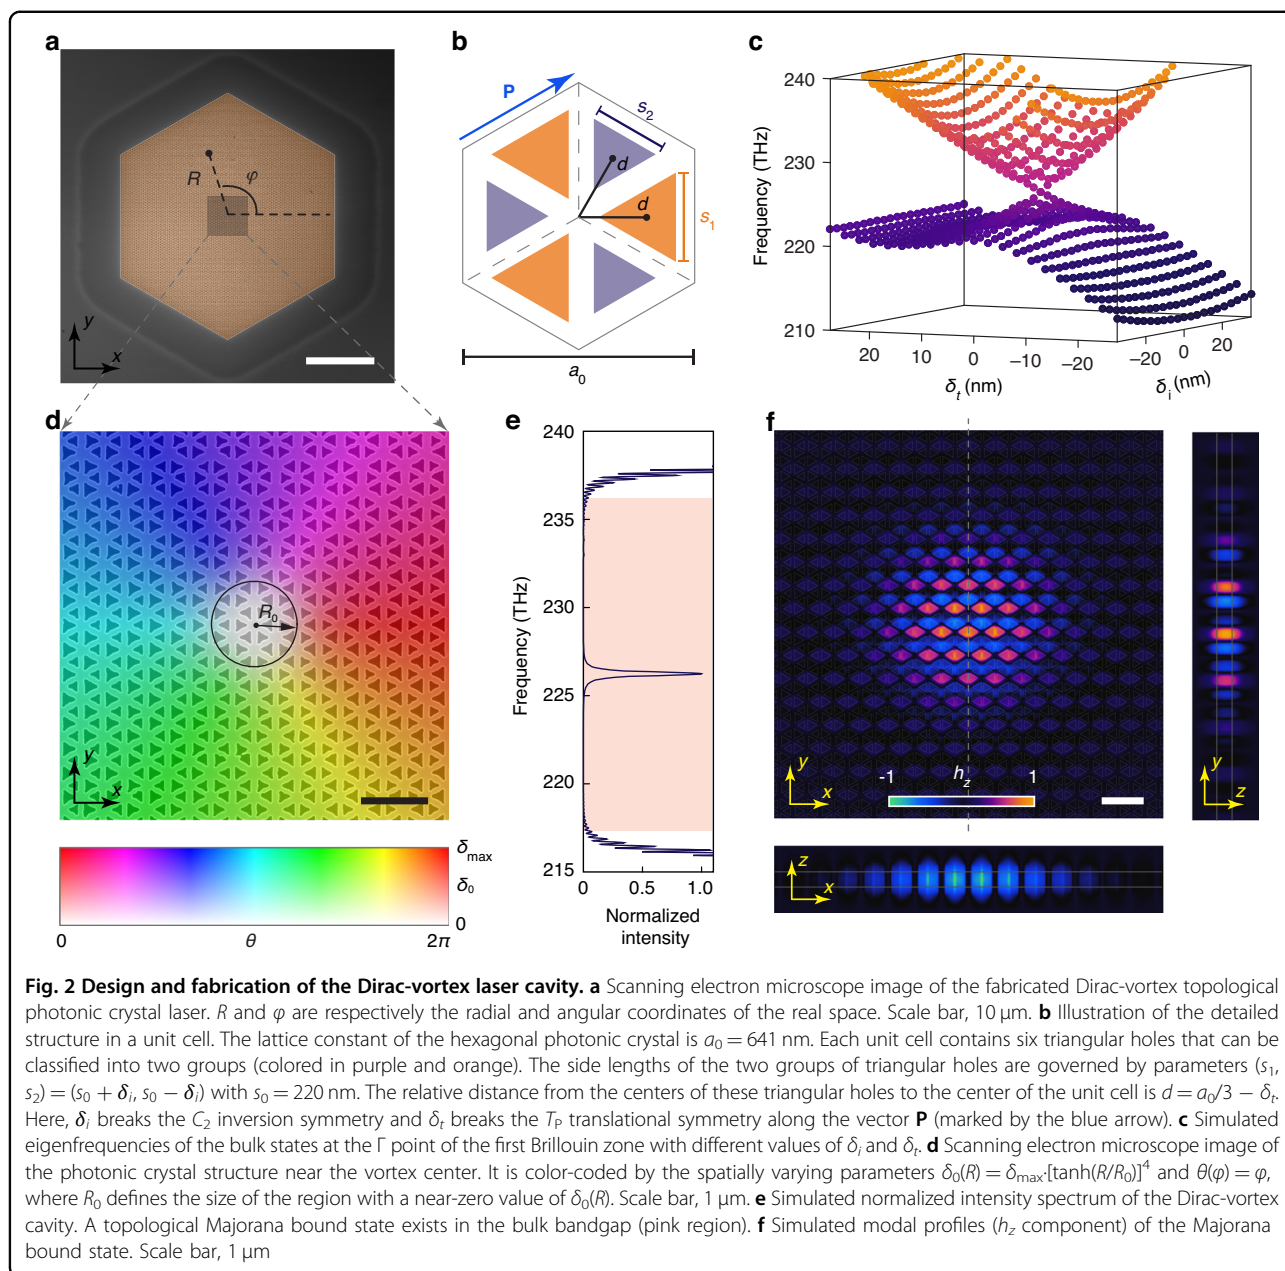 a
R
φ
y
x
b
P
s2
d
d
s1
a0
c
240
230
220
210
Frequency (THz)
20
10
0
−10
−20
δt (nm)
−20
0
20
δi (nm)
d
R0
y
x
δmax
δ0
0
0
θ
2π
e
240
235
230
225
220
215
Frequency (THz)
0
0.5
1.0
Normalized
intensity
f
-1
hz
1
y
x
y
z
z
x
Fig. 2 Design and fabrication of the Dirac-vortex laser cavity. a Scanning electron microscope image of the fabricated Dirac-vortex topological
photonic crystal laser. R and φ are respectively the radial and angular coordinates of the real space. Scale bar, 10 μm. b Illustration of the detailed
structure in a unit cell. The lattice constant of the hexagonal photonic crystal is a0 = 641 nm. Each unit cell contains six triangular holes that can be
classified into two groups (colored in purple and orange). The side lengths of the two groups of triangular holes are governed by parameters (s1,
s2) = (s0 + δi, s0 − δi) with s0 = 220 nm. The relative distance from the centers of these triangular holes to the center of the unit cell is d = a0/3 − δt.
Here, δi breaks the C2 inversion symmetry and δt breaks the TP translational symmetry along the vector P (marked by the blue arrow). c Simulated
eigenfrequencies of the bulk states at the Γ point of the first Brillouin zone with different values of δi and δt. d Scanning electron microscope image of
the photonic crystal structure near the vortex center. It is color-coded by the spatially varying parameters δ0(R) = δmax·[tanh(R/R0)]^4 and θ(φ) = φ,
where R0 defines the size of the region with a near-zero value of δ0(R). Scale bar, 1 μm. e Simulated normalized intensity spectrum of the Dirac-vortex
cavity. A topological Majorana bound state exists in the bulk bandgap (pink region). f Simulated modal profiles (hz component) of the Majorana
bound state. Scale bar, 1 μm